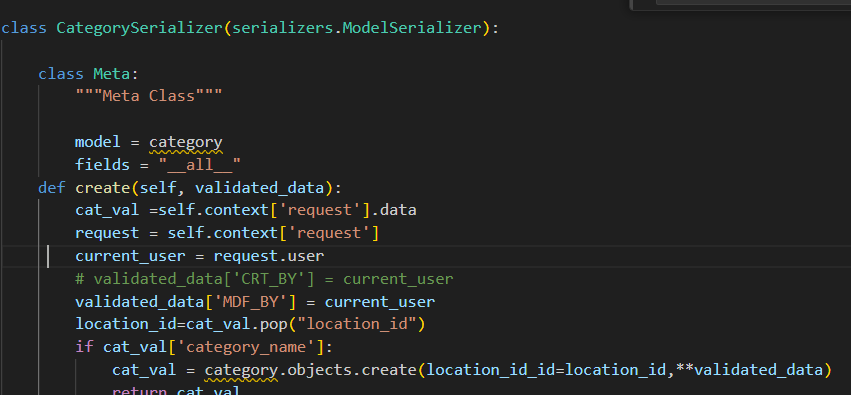 class CategorySerializer(serializers.ModelSerializer):
class Meta:
"""Meta Class"""
model = category
fields = "__all__"
def create(self, validated_data):
cat_val =self.context['request'].data
request = self.context['request']
current_user = request.user
# validated_data['CRT_BY'] = current_user
validated_data['MDF_BY'] = current_user
location_id=cat_val.pop("location_id")
if cat_val['category_name']:
cat_val = category.objects.create(location_id_id=location_id,**validated_data)
return cat_val